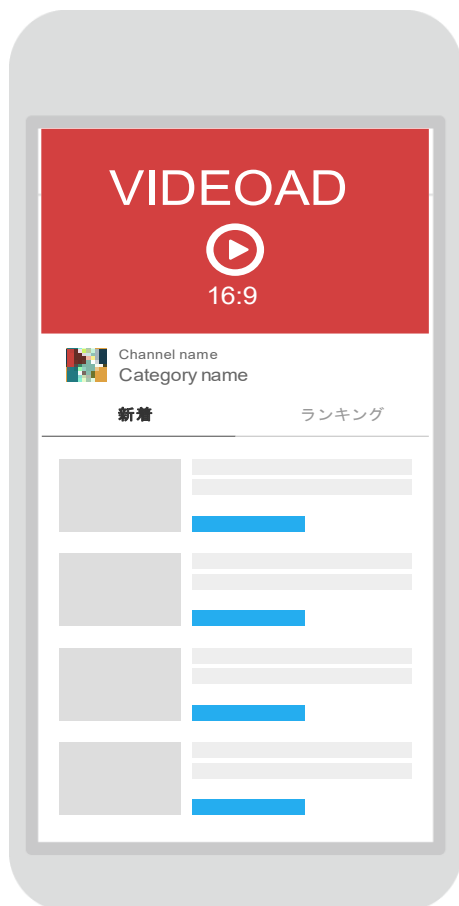 VIDEOAD
16:9
Channel name
Category name
新着 ランキング